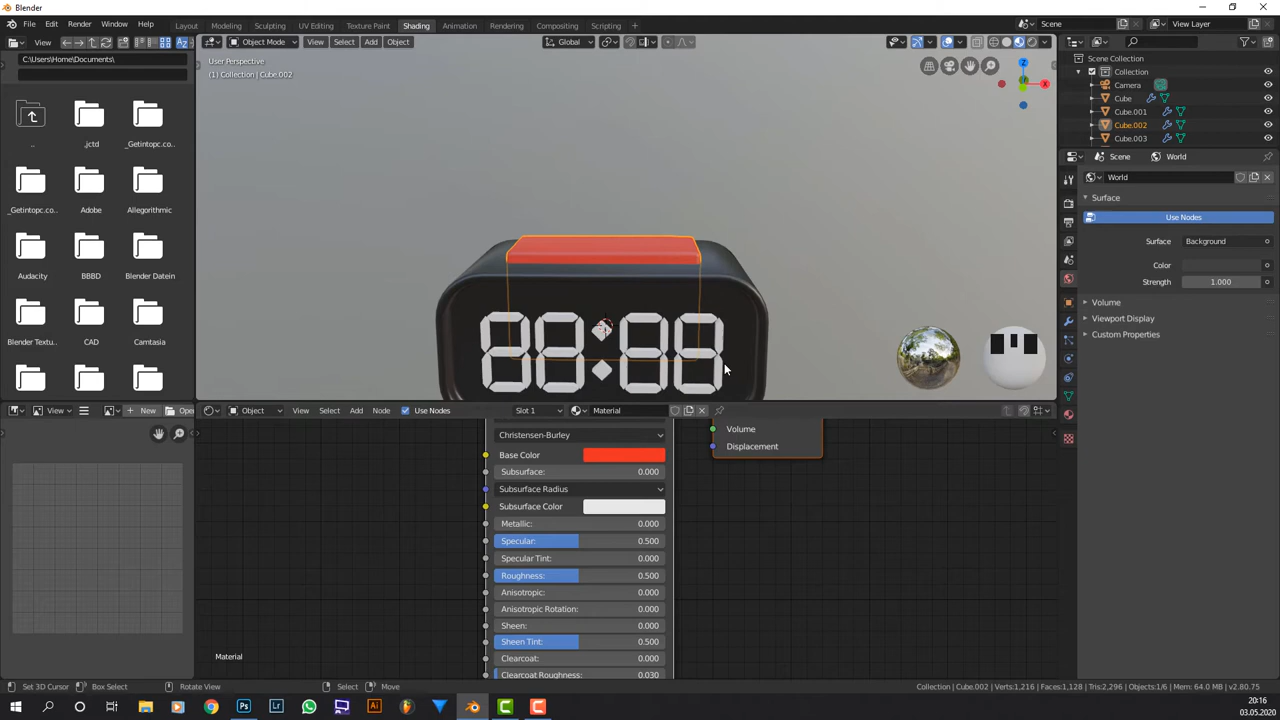 Blender
File Edit Render Window Help Layout Modeling Sculpting UV Editing Texture Paint Shading Animation Rendering Compositing Scripting + Scene View Layer
View Object Mode View Select Add Object Global
C:\Users\Home\Documents\
User Perspective
(1) Collection | Cube.002
Z
X
Scene Collection
Collection
Camera
Cube
Cube.001
Cube.002
Cube.003
.. .jctd _Getintopc.co...
_Getintopc.co... Adobe Allegorithmic
Audacity BBBD Blender Datein
Blender Textu... CAD Camtasia
Scene World
World
Surface
Use Nodes
Surface Background
Color
Strength 1.000
Volume
Viewport Display
Custom Properties
88:88
View New Open
Object View Select Add Node Use Nodes Slot 1 Material
Christensen-Burley
Base Color
Subsurface: 0.000
Subsurface Radius
Subsurface Color
Metallic: 0.000
Specular: 0.500
Specular Tint: 0.000
Roughness: 0.500
Anisotropic: 0.000
Anisotropic Rotation: 0.000
Sheen: 0.000
Sheen Tint: 0.500
Clearcoat: 0.000
Clearcoat Roughness: 0.030
Volume
Displacement
Material
Set 3D Cursor Box Select Rotate View Select Move Collection | Cube.002 | Verts:1,216 | Faces:1,128 | Tris:2,296 | Objects:1/6 | Mem: 64.0 MB | v2.80.75
20:16
03.05.2020